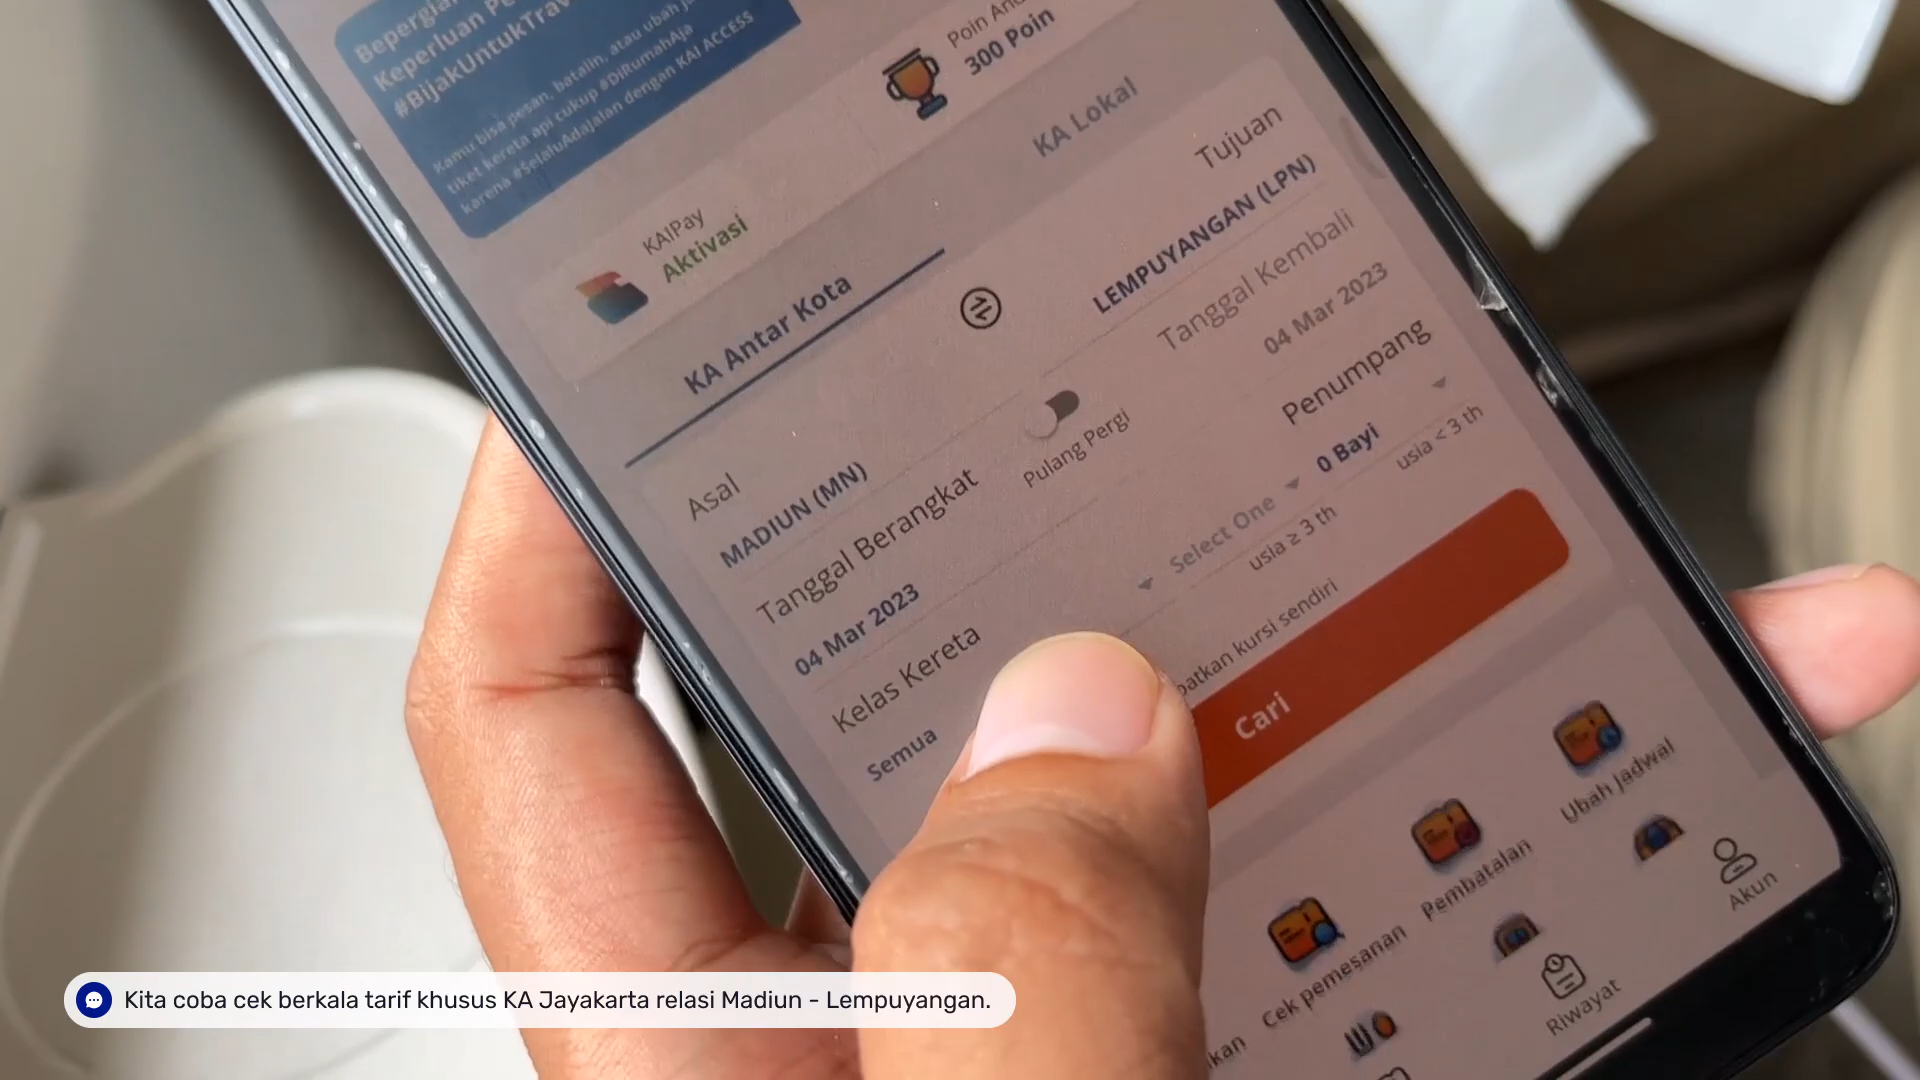 Bepergian
Keperluan Pe
#BijakUntukTrav
Kamu bisa pesan, batalin, atau ubah j
tiket kereta api cukup #DiRumahAja
karena #SelaluAdaJalan dengan KAI ACCESS
Poin And
300 Poin
KAIPay
Aktivasi
KA Antar Kota
KA Lokal
Asal
MADIUN (MN)
Tujuan
LEMPUYANGAN (LPN)
Tanggal Berangkat
04 Mar 2023
Pulang Pergi
Tanggal Kembali
04 Mar 2023
Kelas Kereta
Semua
Penumpang
Select One
usia ≥ 3 th
0 Bayi
usia < 3 th
patkan kursi sendiri
Cari
Cek pemesanan
Pembatalan
Ubah Jadwal
ikan
Riwayat
Akun
Kita coba cek berkala tarif khusus KA Jayakarta relasi Madiun - Lempuyangan.